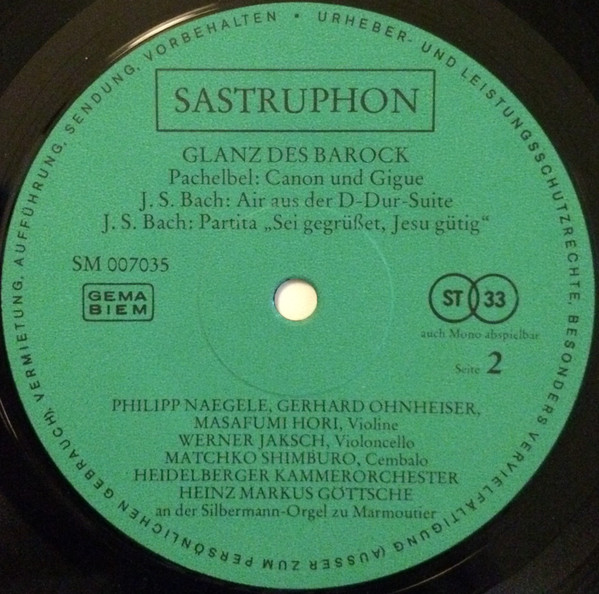 URHEBER- UND LEISTUNGSSCHUTZRECHTE, BESONDERS VERVIELFÄLTIGUNG (AUSSER ZUM PERSÖNLICHEN GEBRAUCH), VERMIETUNG, AUFFÜHRUNG, SENDUNG, VORBEHALTEN •
SASTRUPHON
GLANZ DES BAROCK
Pachelbel: Canon und Gigue
J. S. Bach: Air aus der D-Dur-Suite
J. S. Bach: Partita „Sei gegrüßet, Jesu gütig“
SM 007035
GEMA
BIEM
ST 33
auch Mono abspielbar
Seite 2
PHILIPP NAEGELE, GERHARD OHNHEISER,
MASAFUMI HORI, Violine
WERNER JAKSCH, Violoncello
MATCHKO SHIMBURO, Cembalo
HEIDELBERGER KAMMERORCHESTER
HEINZ MARKUS GÖTTSCHE
an der Silbermann-Orgel zu Marmoutier